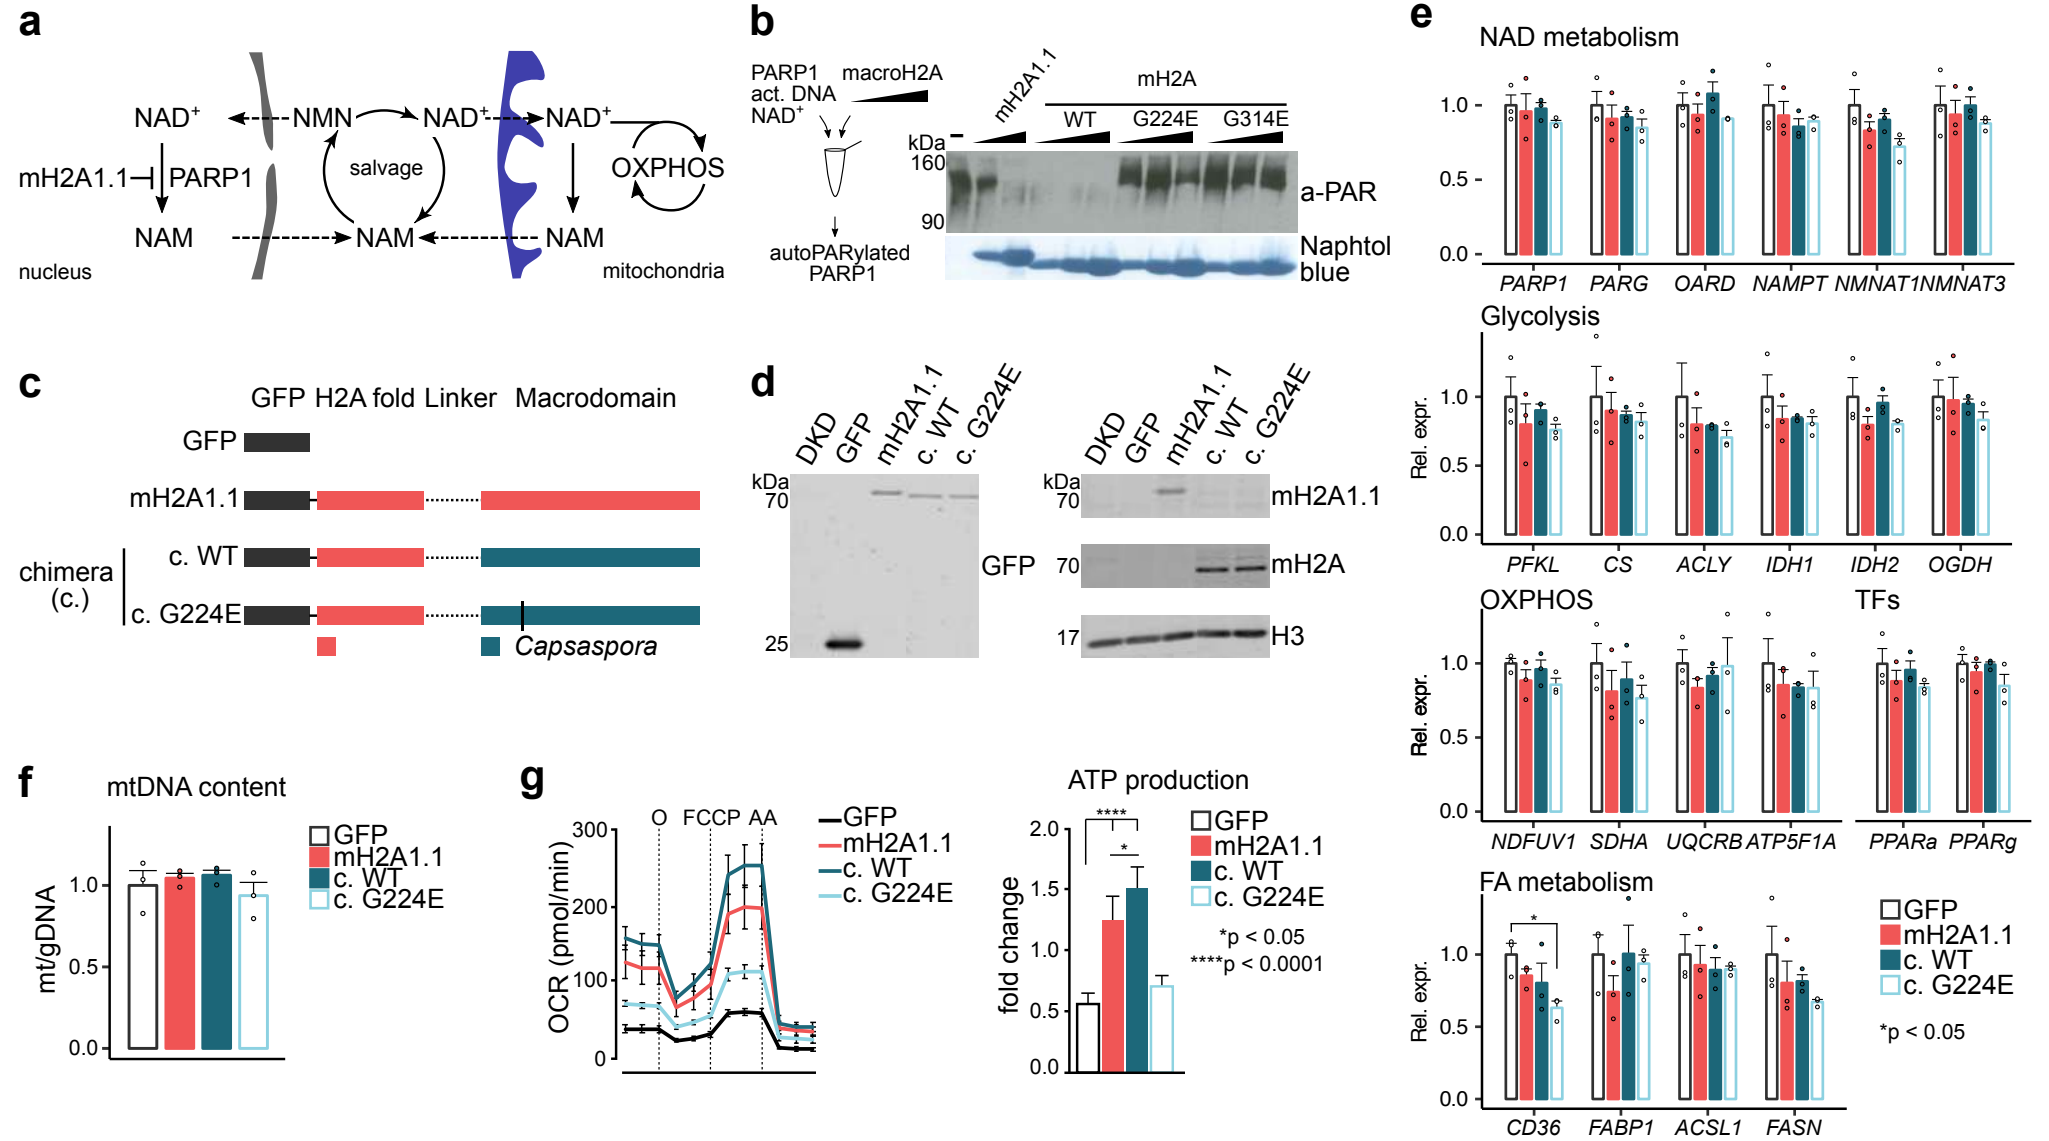 a
NAD+
NMN
NAD+
NAD+
mH2A1.1
PARP1
salvage
OXPHOS
NAM
NAM
NAM
nucleus
mitochondria
b
PARP1
act. DNA
NAD+
macroH2A
autoPARylated
PARP1
mH2A1.1
mH2A
WT
G224E
G314E
kDa
–
160
90
a-PAR
Naphtol
blue
c
GFP H2A fold Linker Macrodomain
GFP
mH2A1.1
chimera
(c.)
c. WT
c. G224E
Capsaspora
d
DKD
GFP
mH2A1.1
c. WT
c. G224E
kDa
70
25
GFP
DKD
GFP
mH2A1.1
c. WT
c. G224E
kDa
70
mH2A1.1
70
mH2A
17
H3
e
NAD metabolism
1.0
0.5
0.0
PARP1 PARG OARD NAMPT NMNAT1 NMNAT3
Glycolysis
Rel. expr.
1.0
0.5
0.0
PFKL CS ACLY IDH1 IDH2 OGDH
OXPHOS
TFs
Rel. expr.
1.0
0.5
0.0
NDFUV1 SDHA UQCRB ATP5F1A PPARa PPARg
FA metabolism
Rel. expr.
1.0
0.5
0.0
*
CD36 FABP1 ACSL1 FASN
GFP
mH2A1.1
c. WT
c. G224E
*p < 0.05
f
mtDNA content
mt/gDNA
1.0
0.5
0.0
GFP
mH2A1.1
c. WT
c. G224E
g
OCR (pmol/min)
300
200
100
0
O FCCP AA
GFP
mH2A1.1
c. WT
c. G224E
ATP production
fold change
2.0
1.5
1.0
0.5
0.0
****
*
GFP
mH2A1.1
c. WT
c. G224E
*p < 0.05
****p < 0.0001